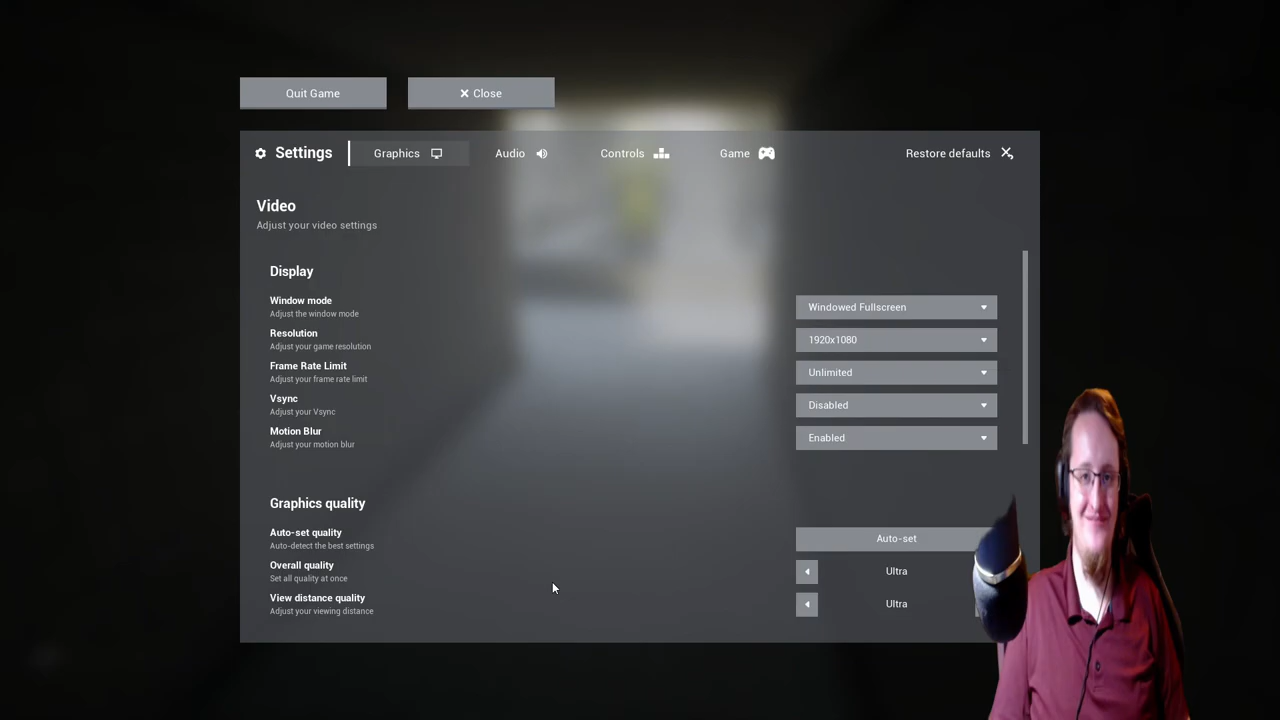 Quit Game
Close
Settings
Graphics
Audio
Controls
Game
Restore defaults
Video
Adjust your video settings
Display
Window mode
Adjust the window mode
Windowed Fullscreen
Resolution
Adjust your game resolution
1920x1080
Frame Rate Limit
Adjust your frame rate limit
Unlimited
Vsync
Adjust your Vsync
Disabled
Motion Blur
Adjust your motion blur
Enabled
Graphics quality
Auto-set quality
Auto-detect the best settings
Auto-set
Overall quality
Set all quality at once
Ultra
View distance quality
Adjust your viewing distance
Ultra